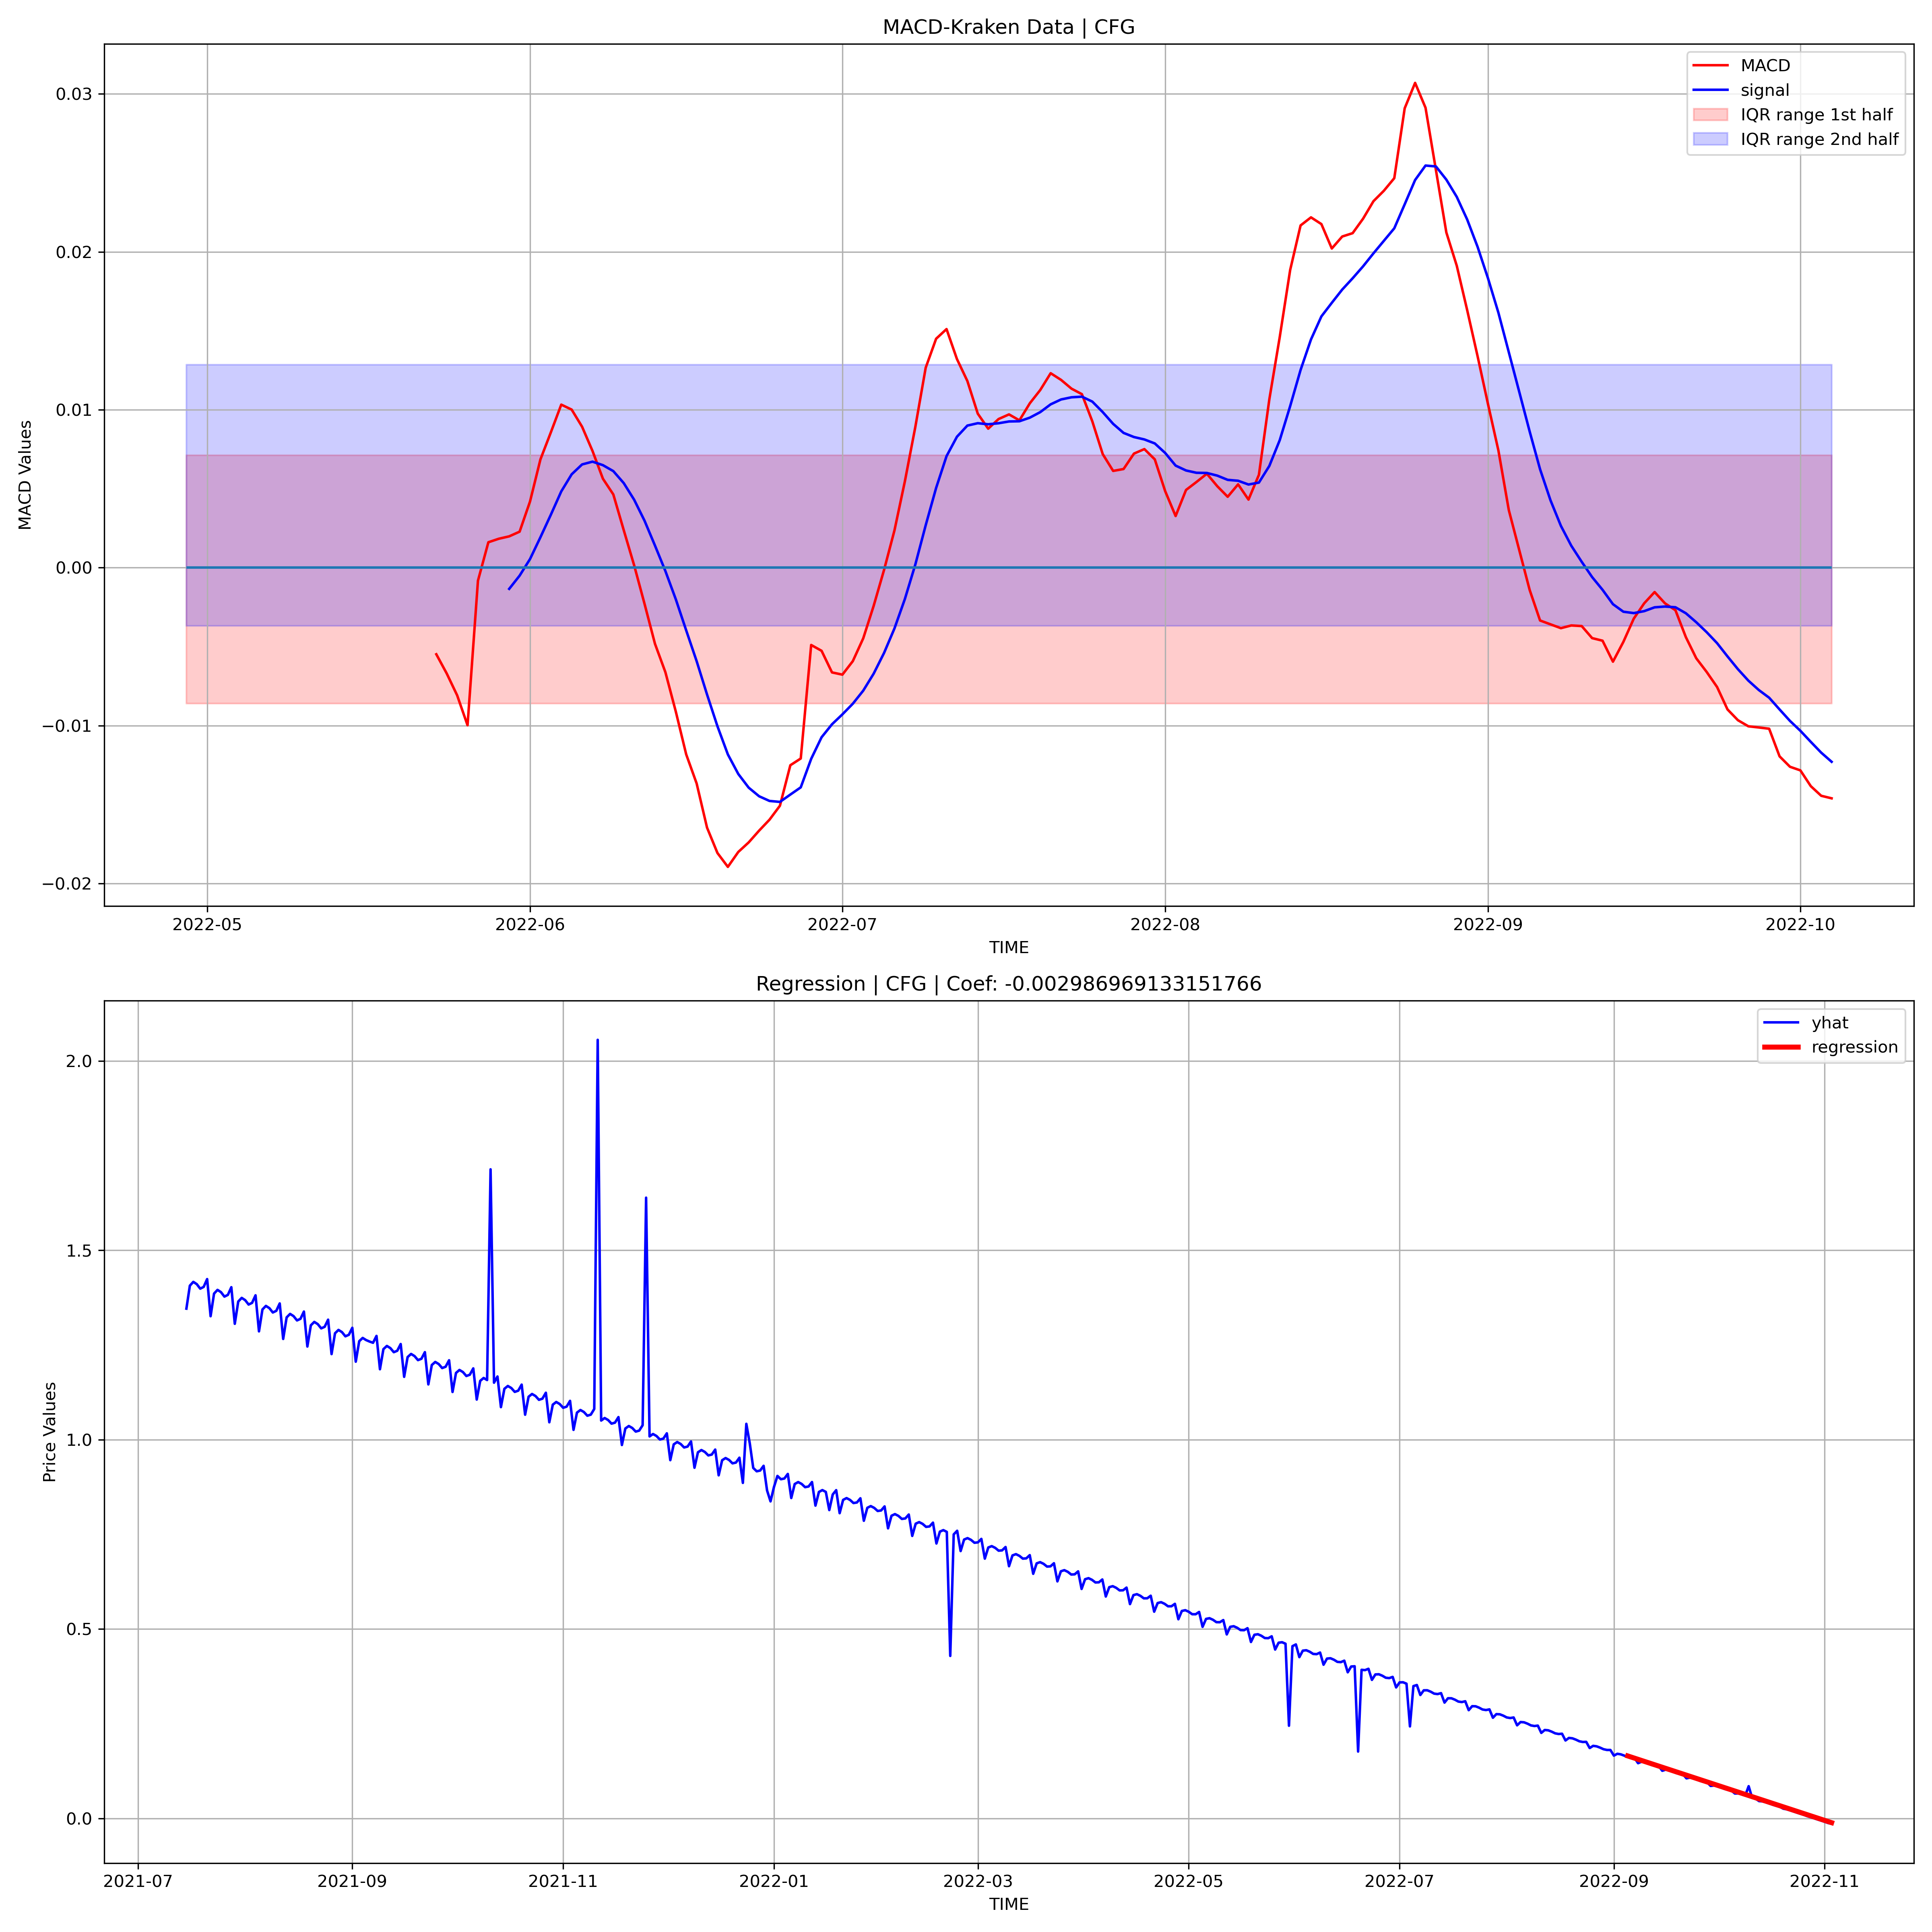 MACD-Kraken Data | CFG
MACD
signal
IQR range 1st half
IQR range 2nd half
0.03
0.02
0.01
0.00
−0.01
−0.02
MACD Values
2022-05 2022-06 2022-07 2022-08 2022-09 2022-10
TIME
Regression | CFG | Coef: -0.002986969133151766
yhat
regression
2.0
1.5
1.0
0.5
0.0
Price Values
2021-07 2021-09 2021-11 2022-01 2022-03 2022-05 2022-07 2022-09 2022-11
TIME